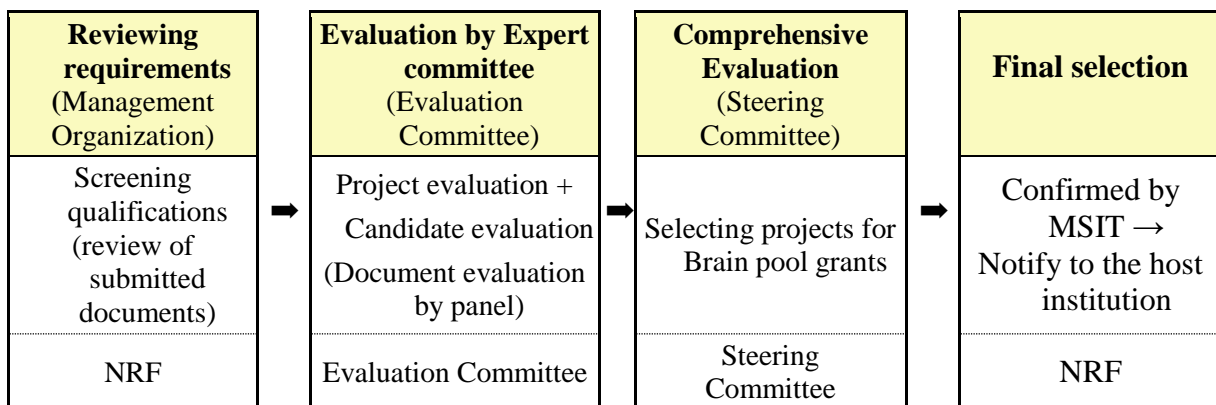 Reviewing
requirements
(Management
Organization)
Screening
qualifications
(review of
submitted
documents)
NRF
➡
Evaluation by Expert
committee
(Evaluation
Committee)
Project evaluation +
Candidate evaluation
(Document evaluation
by panel)
Evaluation Committee
➡
Comprehensive
Evaluation
(Steering
Committee)
Selecting projects for
Brain pool grants
Steering
Committee
➡
Final selection
Confirmed by
MSIT →
Notify to the host
institution
NRF